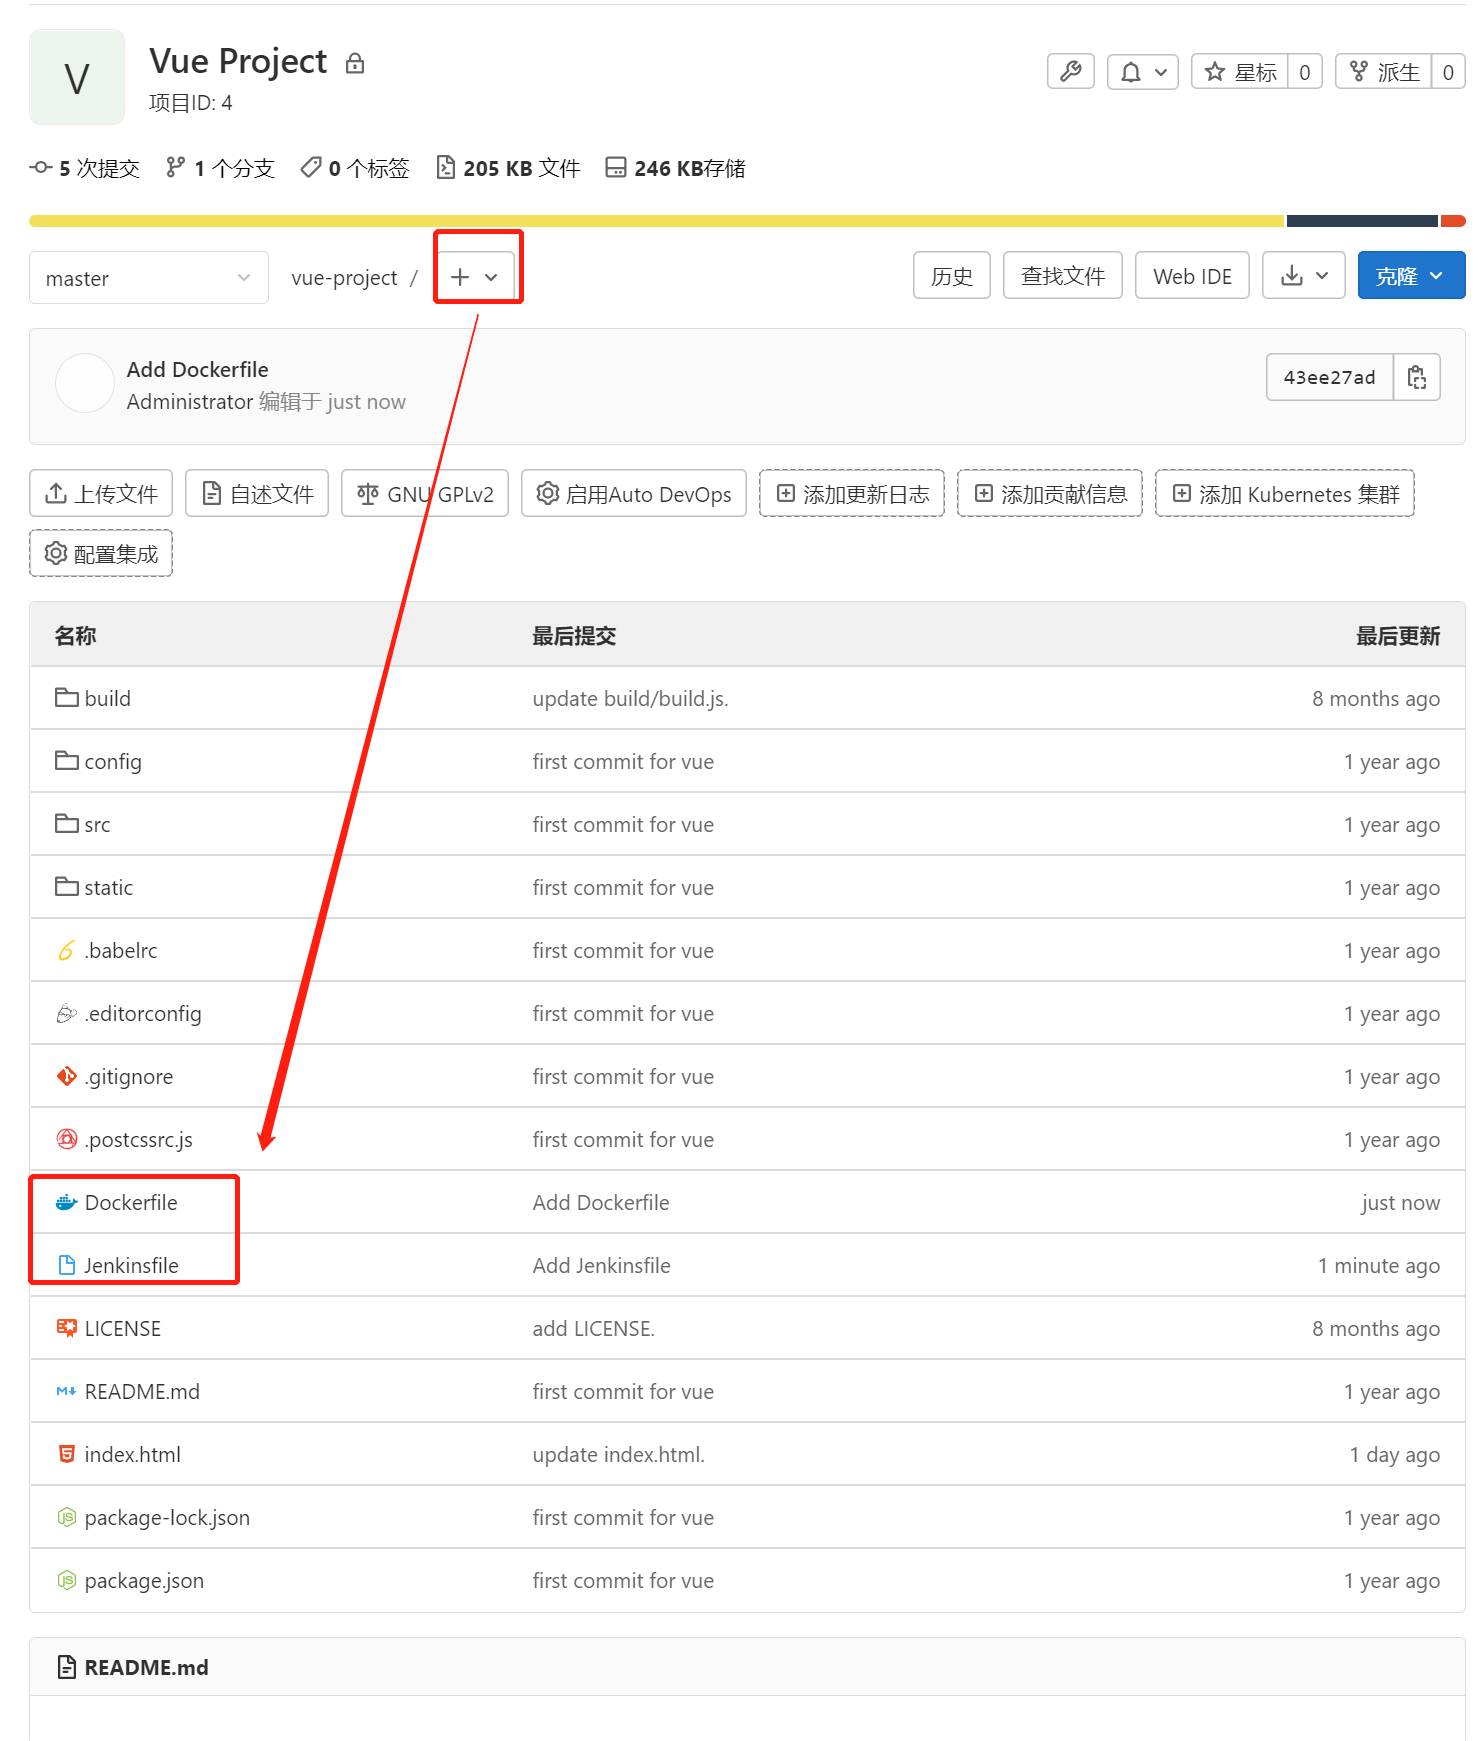 V
Vue Project
项目ID: 4
星标 0
派生 0
5 次提交 1 个分支 0 个标签 205 KB 文件 246 KB存储
master
vue-project /
历史
查找文件
Web IDE
克隆
Add Dockerfile
Administrator 编辑于 just now
43ee27ad
上传文件
自述文件
GNU GPLv2
启用Auto DevOps
添加更新日志
添加贡献信息
添加 Kubernetes 集群
配置集成
名称 最后提交 最后更新
build update build/build.js. 8 months ago
config first commit for vue 1 year ago
src first commit for vue 1 year ago
static first commit for vue 1 year ago
.babelrc first commit for vue 1 year ago
.editorconfig first commit for vue 1 year ago
.gitignore first commit for vue 1 year ago
.postcssrc.js first commit for vue 1 year ago
Dockerfile Add Dockerfile just now
Jenkinsfile Add Jenkinsfile 1 minute ago
LICENSE add LICENSE. 8 months ago
README.md first commit for vue 1 year ago
index.html update index.html. 1 day ago
package-lock.json first commit for vue 1 year ago
package.json first commit for vue 1 year ago
README.md